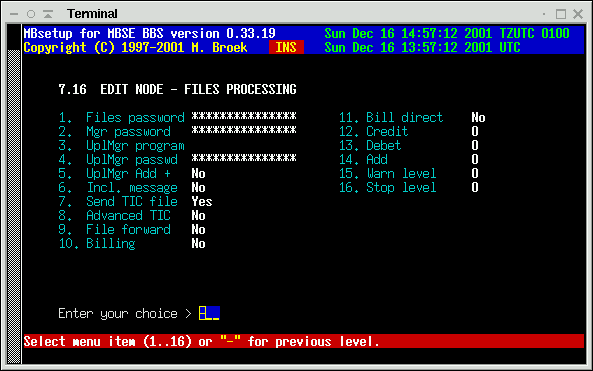 Terminal
MBsetup for MBSE BBS version 0.33.19 Sun Dec 16 14:57:12 2001 TZUTC 0100
Copyright (C) 1997-2001 M. Broek INS Sun Dec 16 13:57:12 2001 UTC
7.16 EDIT NODE - FILES PROCESSING
1. Files password *************** 11. Bill direct No
2. Mgr password *************** 12. Credit 0
3. UplMgr program 13. Debet 0
4. UplMgr passwd *************** 14. Add 0
5. UplMgr Add + No 15. Warn level 0
6. Incl. message No 16. Stop level 0
7. Send TIC file Yes
8. Advanced TIC No
9. File forward No
10. Billing No
Enter your choice > -__
Select menu item (1..16) or "-" for previous level.